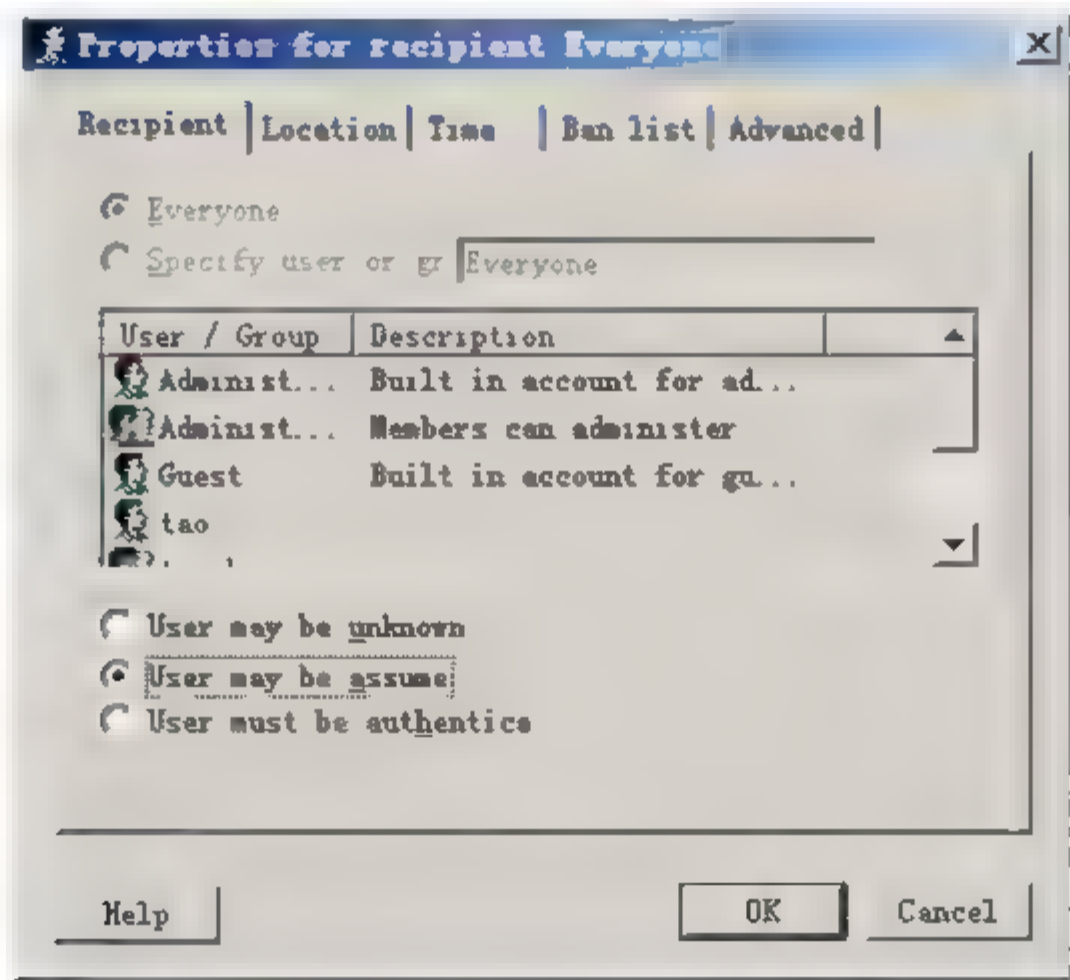 Properties for recipient Everyone
Recipient Location Time Ban list Advanced
Everyone
Specify user or gr Everyone
User / Group Description
Administ... Built in account for ad...
Administ... Members can administer
Guest Built in account for gu...
tao
User may be unknown
User may be assume
User must be authentica
Help OK Cancel